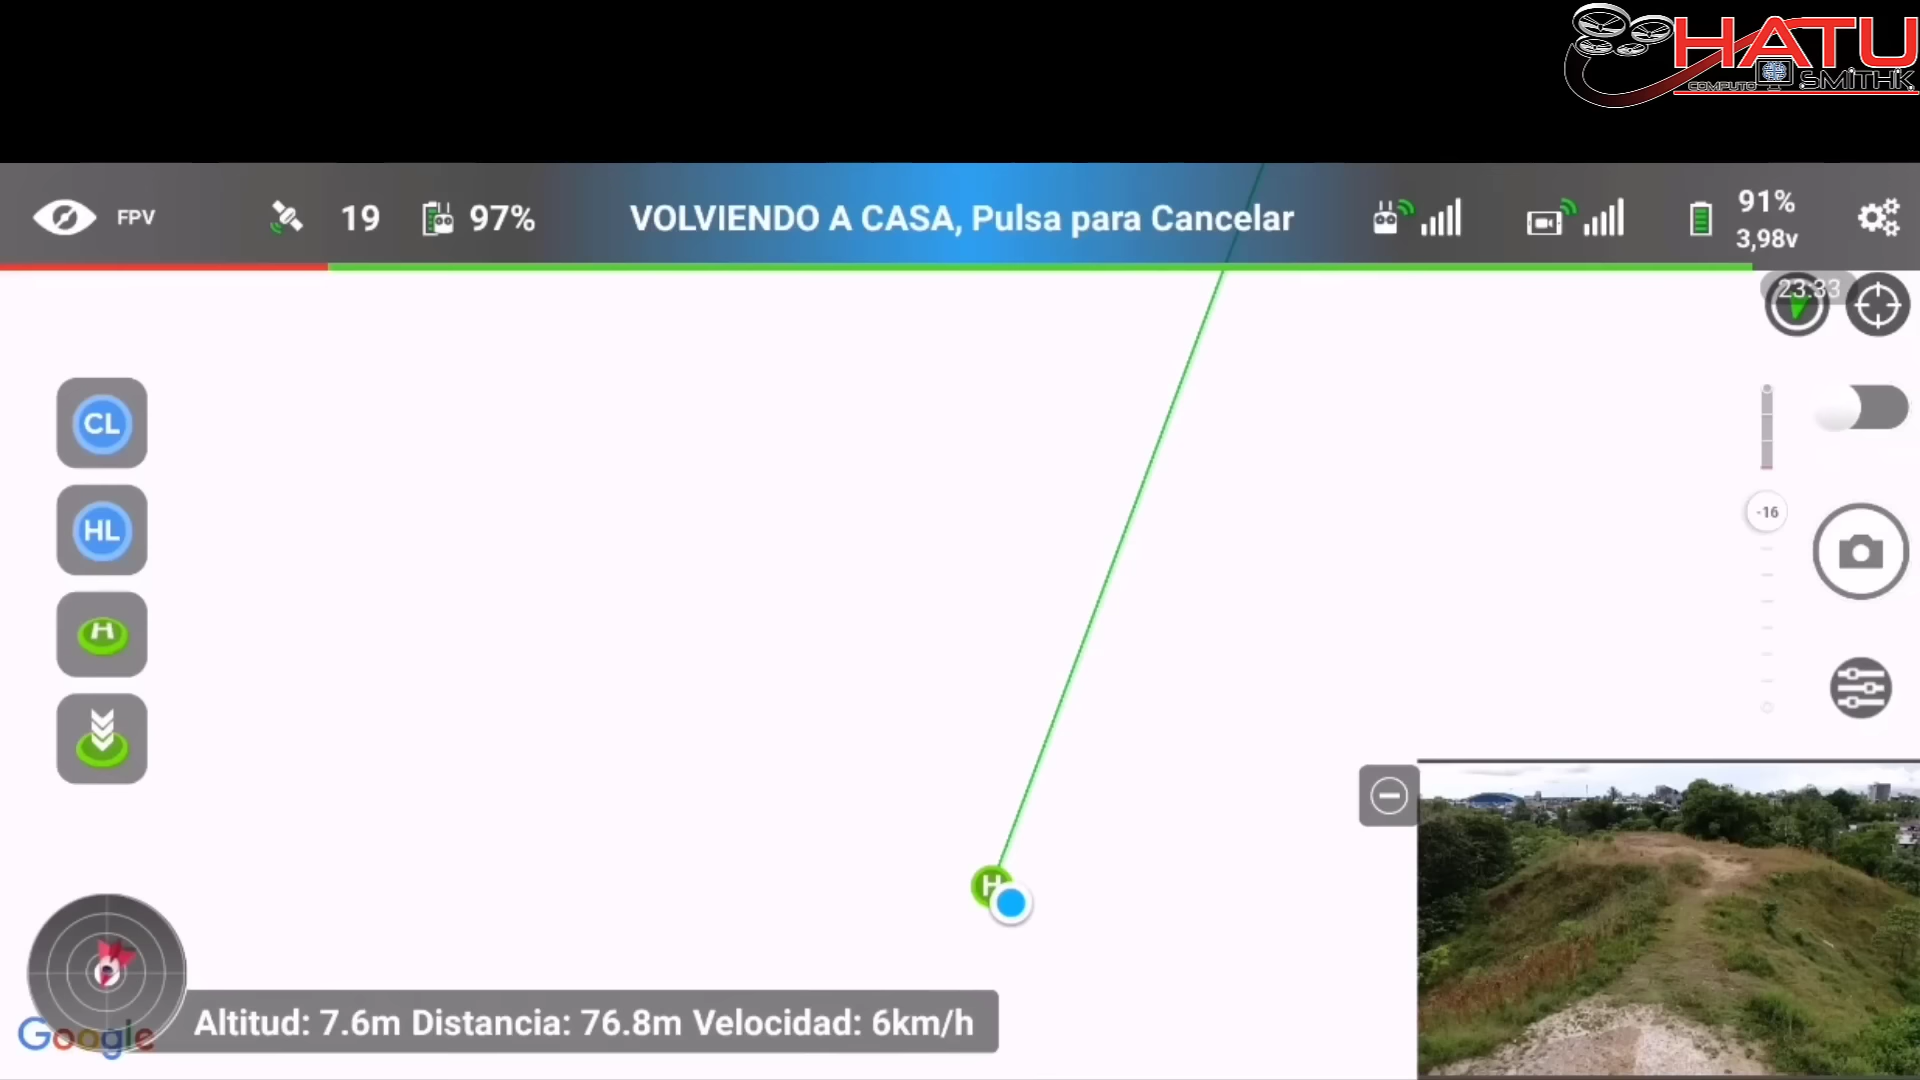 HATU
COMPUTO SMITHK
FPV
19
97%
VOLVIENDO A CASA, Pulsa para Cancelar
91%
3,98v
23:33
CL
HL
H
-16
H
H
Altitud: 7.6m Distancia: 76.8m Velocidad: 6km/h
Google